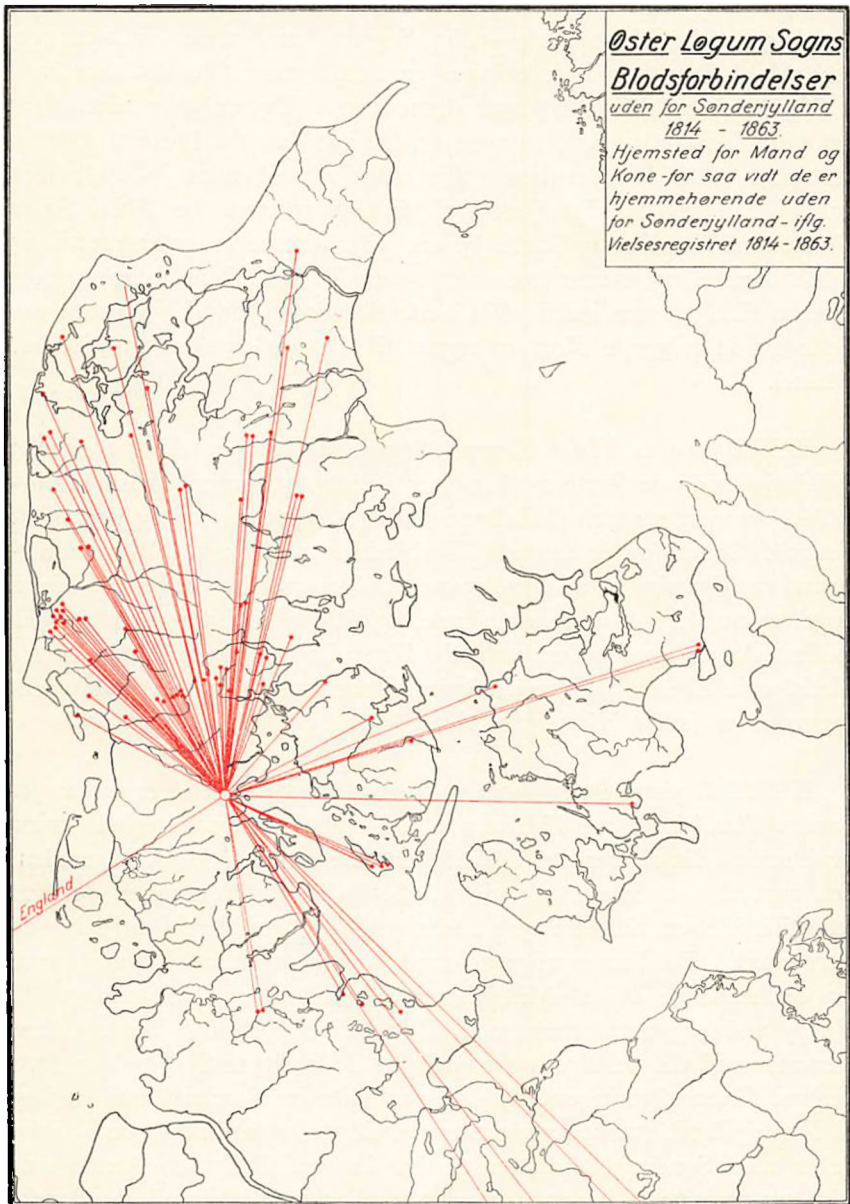 Øster Løgum Sogns
Blodsforbindelser
uden for Sønderjylland
1814 - 1863.
Hjemsted for Mand og
Kone - for saa vidt de er
hjemmehørende uden
for Sønderjylland - iflg.
Vielsesregistret 1814 - 1863.
England